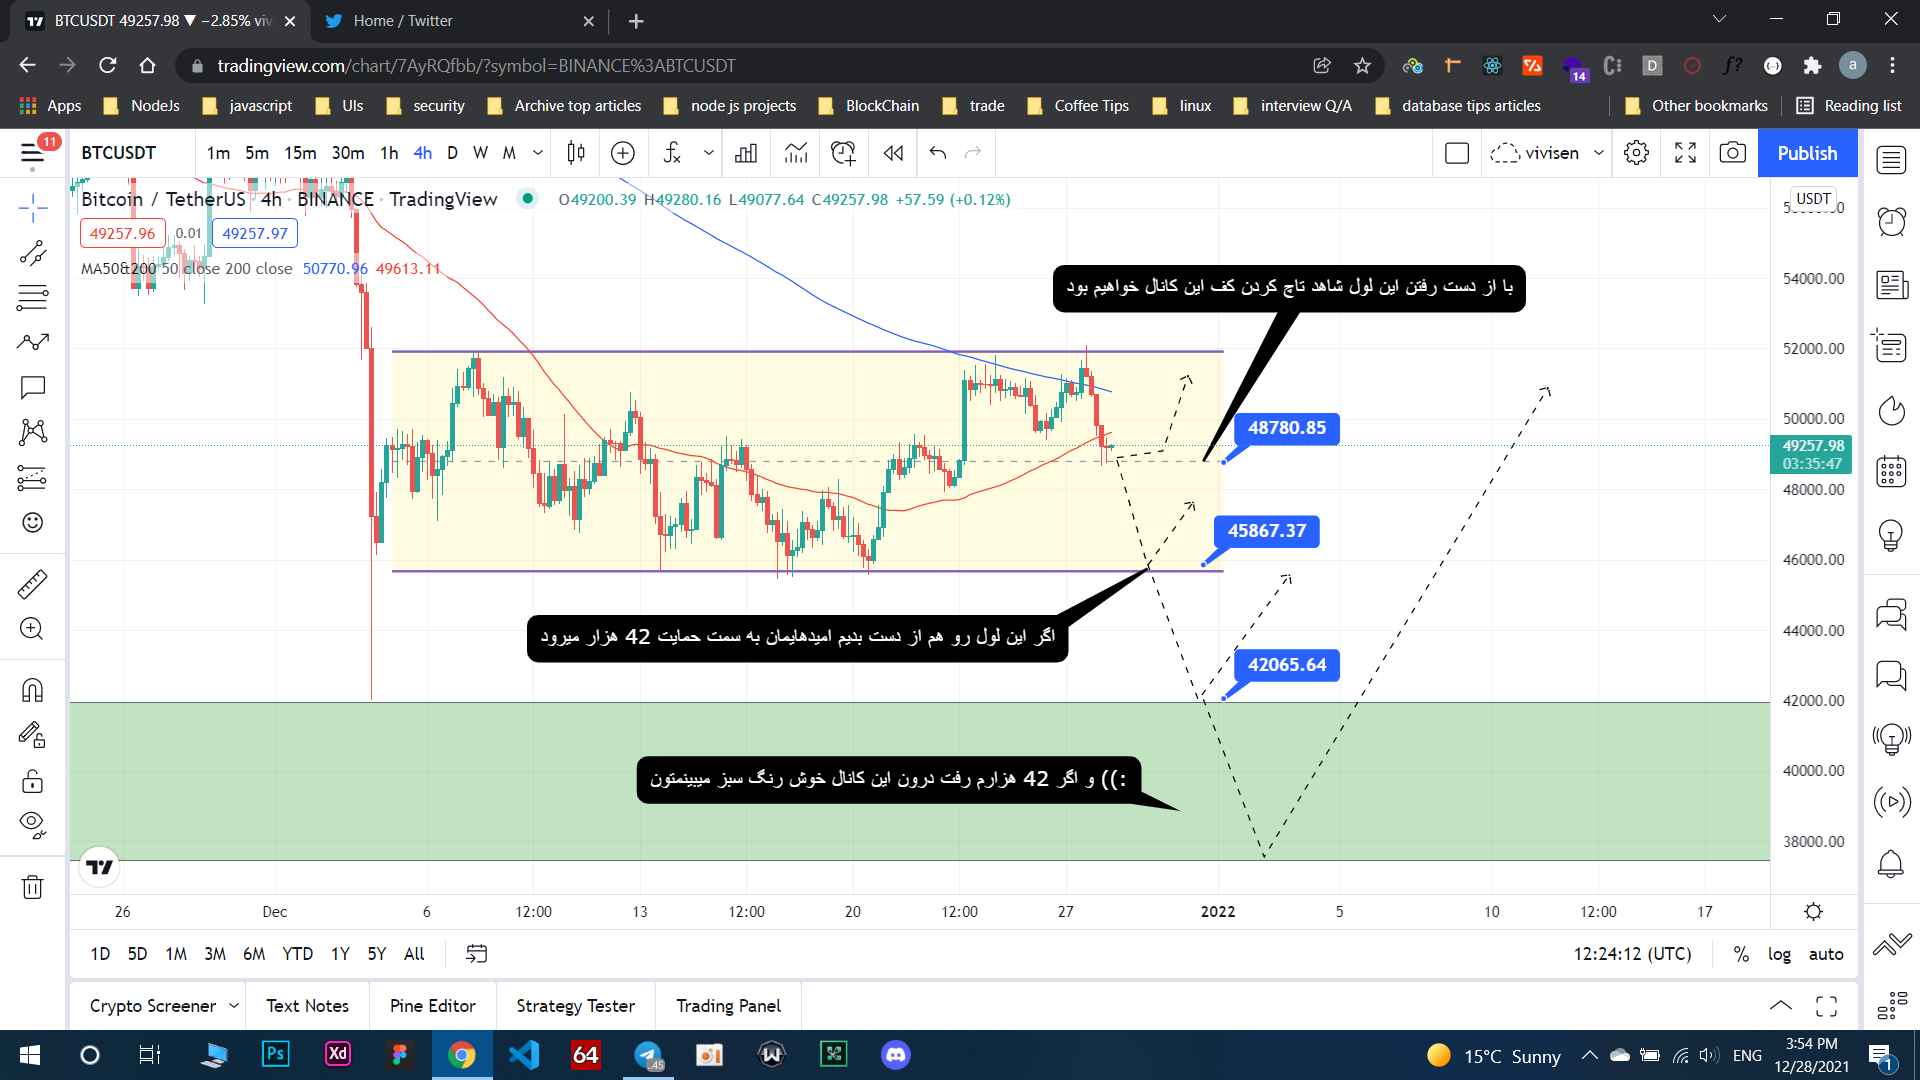 BTCUSDT 49257.98 ▼ −2.85% viv
Home / Twitter
tradingview.com/chart/7AyRQfbb/?symbol=BINANCE%3ABTCUSDT
14
D
f?
a
Apps
NodeJs
javascript
UIs
security
Archive top articles
node js projects
BlockChain
trade
Coffee Tips
linux
interview Q/A
database tips articles
Other bookmarks
Reading list
11
BTCUSDT
1m 5m 15m 30m 1h 4h D W M
vivisen
Publish
Bitcoin / TetherUS · 4h · BINANCE · TradingView
O49200.39 H49280.16 L49077.64 C49257.98 +57.59 (+0.12%)
USDT
49257.96 0.01 49257.97
MA50&200 50 close 200 close 50770.96 49613.11
54000.00
با از دست رفتن این لول شاهد تاچ کردن کف این کانال خواهیم بود
52000.00
50000.00
48780.85
49257.98
03:35:47
48000.00
45867.37
46000.00
اگر این لول رو هم از دست بدیم امیدهایمان به سمت حمایت 42 هزار میرود
44000.00
42065.64
42000.00
و اگر 42 هزارم رفت درون این کانال خوش رنگ سبز میبینمتون ((:
40000.00
38000.00
26 Dec 6 12:00 13 12:00 20 12:00 27 2022 5 10 12:00 17
1D 5D 1M 3M 6M YTD 1Y 5Y All
12:24:12 (UTC) % log auto
Crypto Screener
Text Notes
Pine Editor
Strategy Tester
Trading Panel
Ps
Xd
64
45
15°C Sunny
ENG
3:54 PM
12/28/2021
1